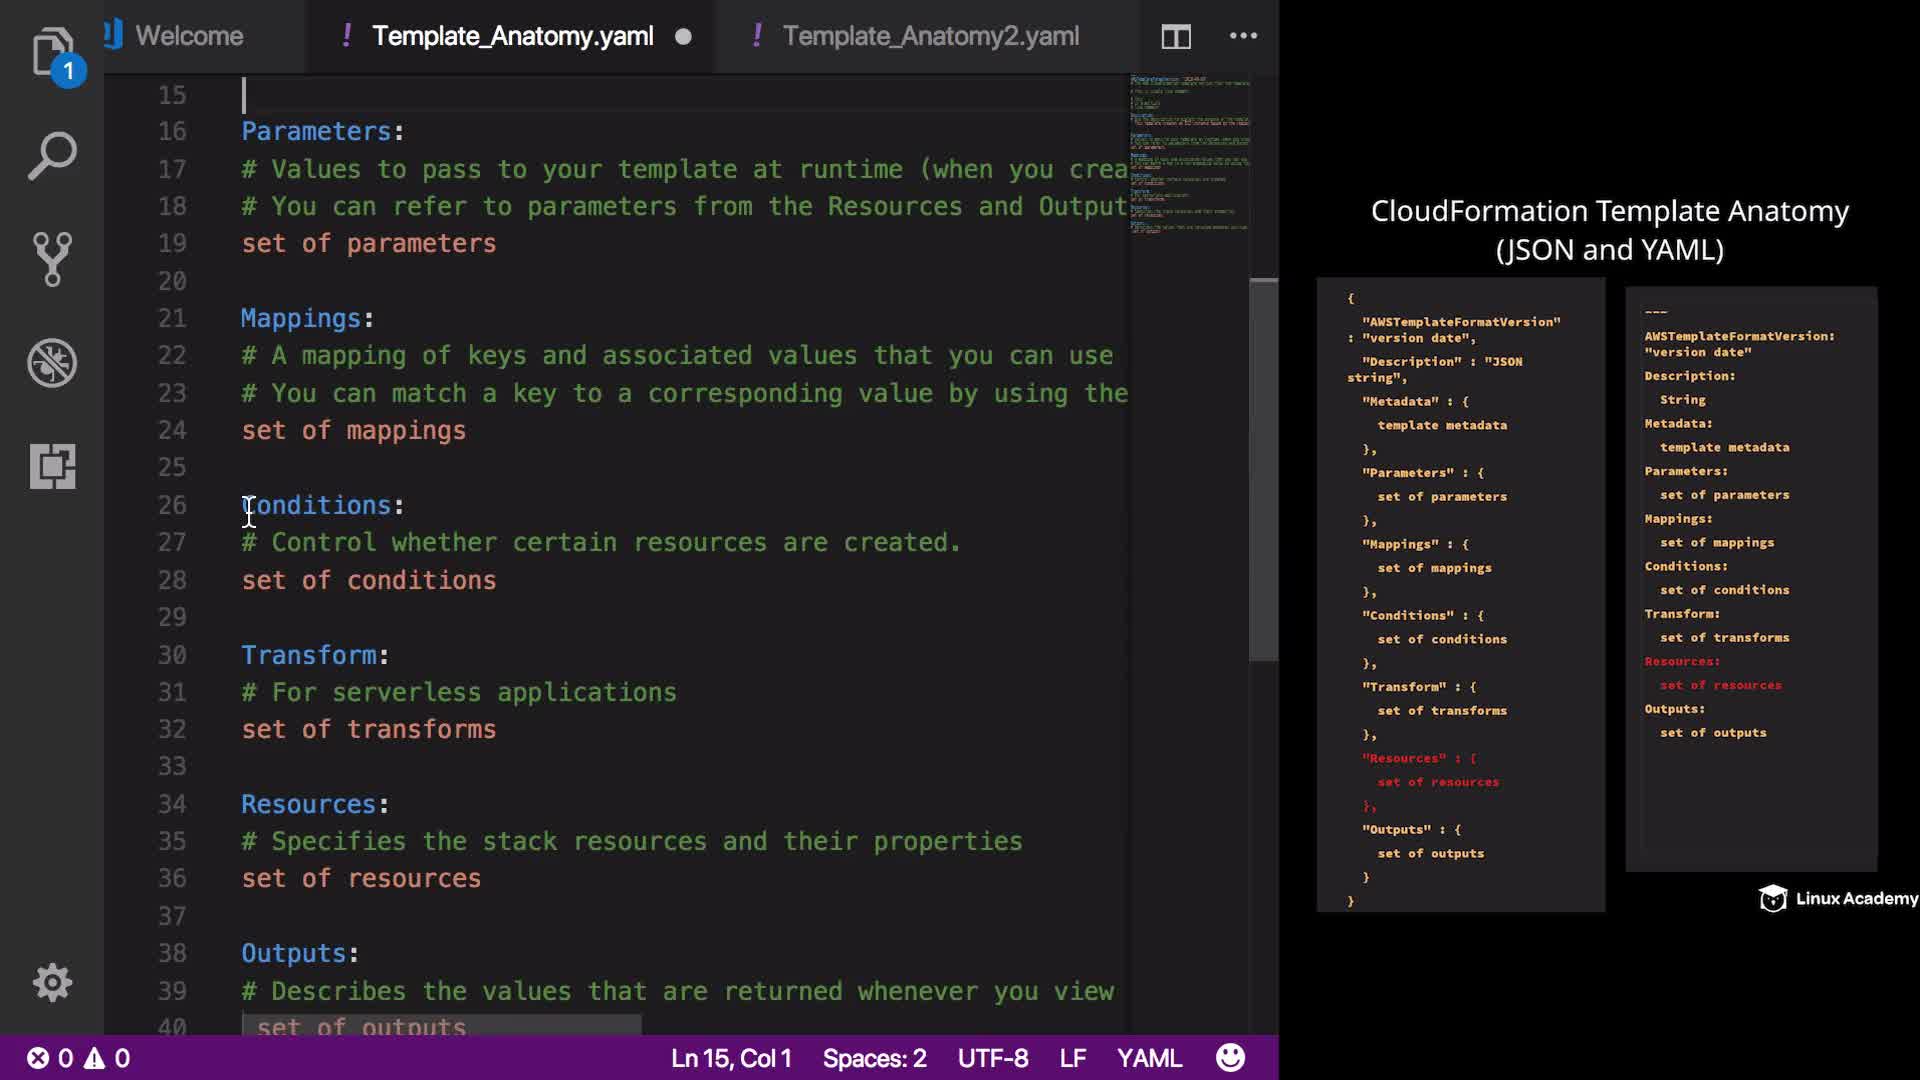 Welcome
! Template_Anatomy.yaml
! Template_Anatomy2.yaml
1
15
16 Parameters:
17 # Values to pass to your template at runtime (when you crea
18 # You can refer to parameters from the Resources and Output
19 set of parameters
20
21 Mappings:
22 # A mapping of keys and associated values that you can use
23 # You can match a key to a corresponding value by using the
24 set of mappings
25
26 Conditions:
27 # Control whether certain resources are created.
28 set of conditions
29
30 Transform:
31 # For serverless applications
32 set of transforms
33
34 Resources:
35 # Specifies the stack resources and their properties
36 set of resources
37
38 Outputs:
39 # Describes the values that are returned whenever you view
40 set of outputs
0 0
Ln 15, Col 1 Spaces: 2 UTF-8 LF YAML
CloudFormation Template Anatomy
(JSON and YAML)
{
"AWSTemplateFormatVersion"
: "version date",
"Description" : "JSON
string",
"Metadata" : {
template metadata
},
"Parameters" : {
set of parameters
},
"Mappings" : {
set of mappings
},
"Conditions" : {
set of conditions
},
"Transform" : {
set of transforms
},
"Resources" : {
set of resources
},
"Outputs" : {
set of outputs
}
}
---
AWSTemplateFormatVersion:
"version date"
Description:
String
Metadata:
template metadata
Parameters:
set of parameters
Mappings:
set of mappings
Conditions:
set of conditions
Transform:
set of transforms
Resources:
set of resources
Outputs:
set of outputs
Linux Academy